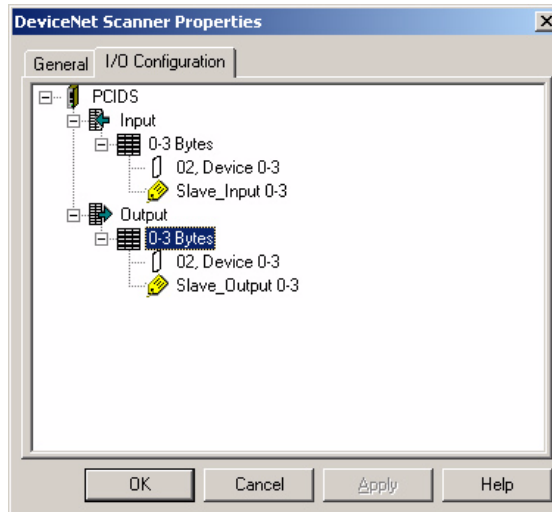 DeviceNet Scanner Properties
General I/O Configuration
PCIDS
Input
0-3 Bytes
02, Device 0-3
Slave_Input 0-3
Output
0-3 Bytes
02, Device 0-3
Slave_Output 0-3
OK Cancel Apply Help